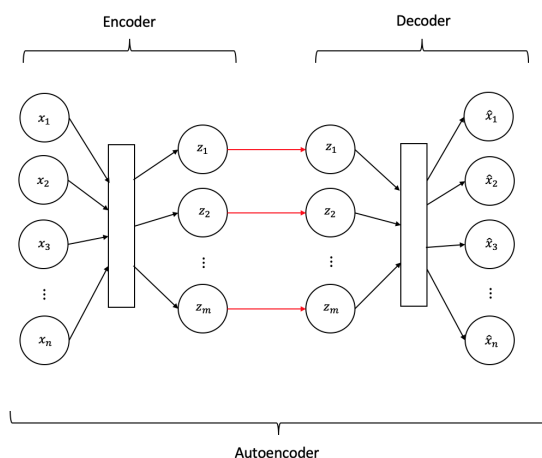 Encoder
Decoder
x₁
x₂
x₃
⋮
xₙ
z₁
z₂
⋮
zₘ
z₁
z₂
⋮
zₘ
x̂₁
x̂₂
x̂₃
⋮
x̂ₙ
Autoencoder